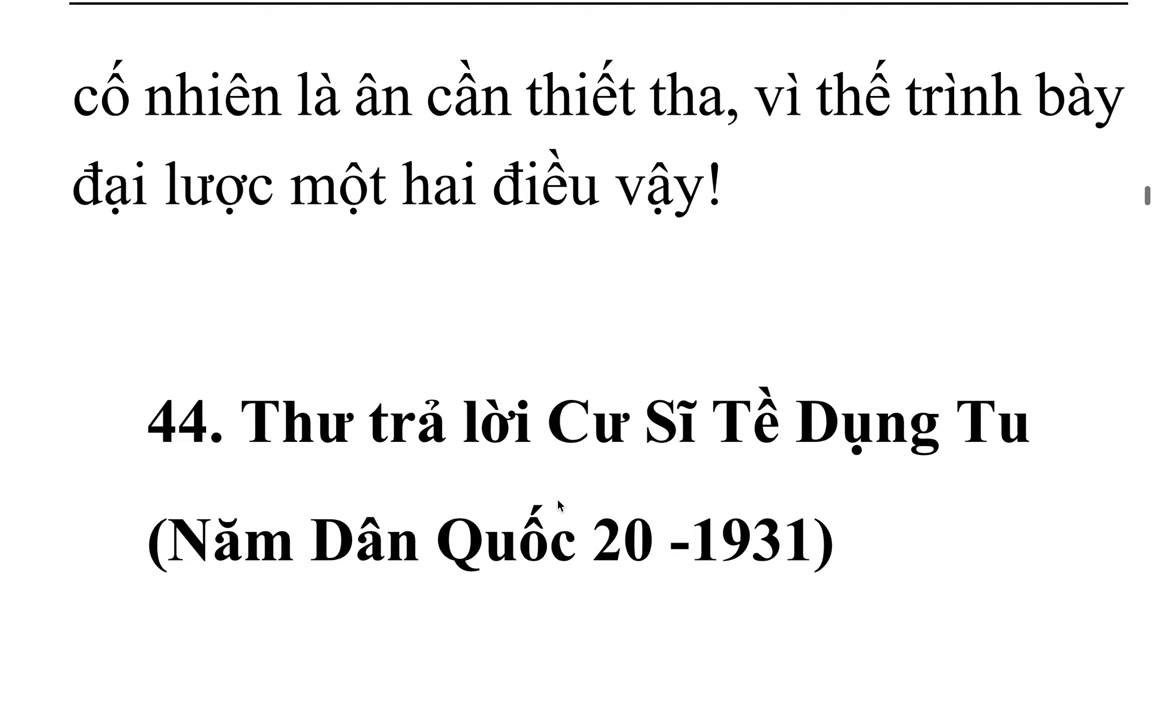 cố nhiên là ân cần thiết tha, vì thế trình bày
đại lược một hai điều vậy!
44. Thư trả lời Cư Sĩ Tề Dụng Tu
(Năm Dân Quốc 20 -1931)